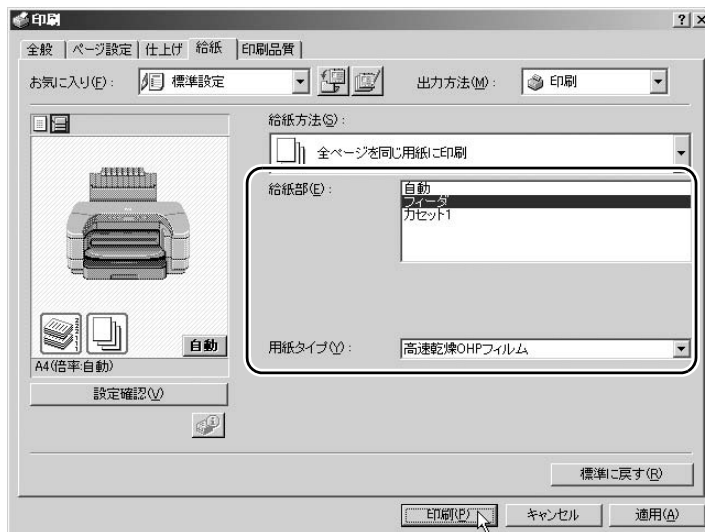 印刷
全般 ページ設定 仕上げ 給紙 印刷品質
お気に入り(F): 標準設定 出力方法(M): 印刷
給紙方法(S):
全ページを同じ用紙に印刷
給紙部(E): 自動
フィーダ
カセット1
自動
用紙タイプ(Y): 高速乾燥OHPフィルム
A4(倍率:自動)
設定確認(V)
標準に戻す(R)
印刷(P) キャンセル 適用(A)